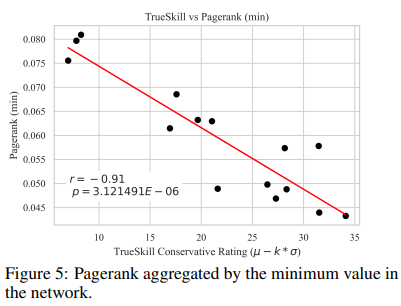 TrueSkill vs Pagerank (min)
0.080
0.075
0.070
0.065
0.060
0.055
0.050
0.045
Pagerank (min)
r = −0.91
p = 3.121491E − 06
10 15 20 25 30 35
TrueSkill Conservative Rating (μ − k * σ)
Figure 5: Pagerank aggregated by the minimum value in
the network.